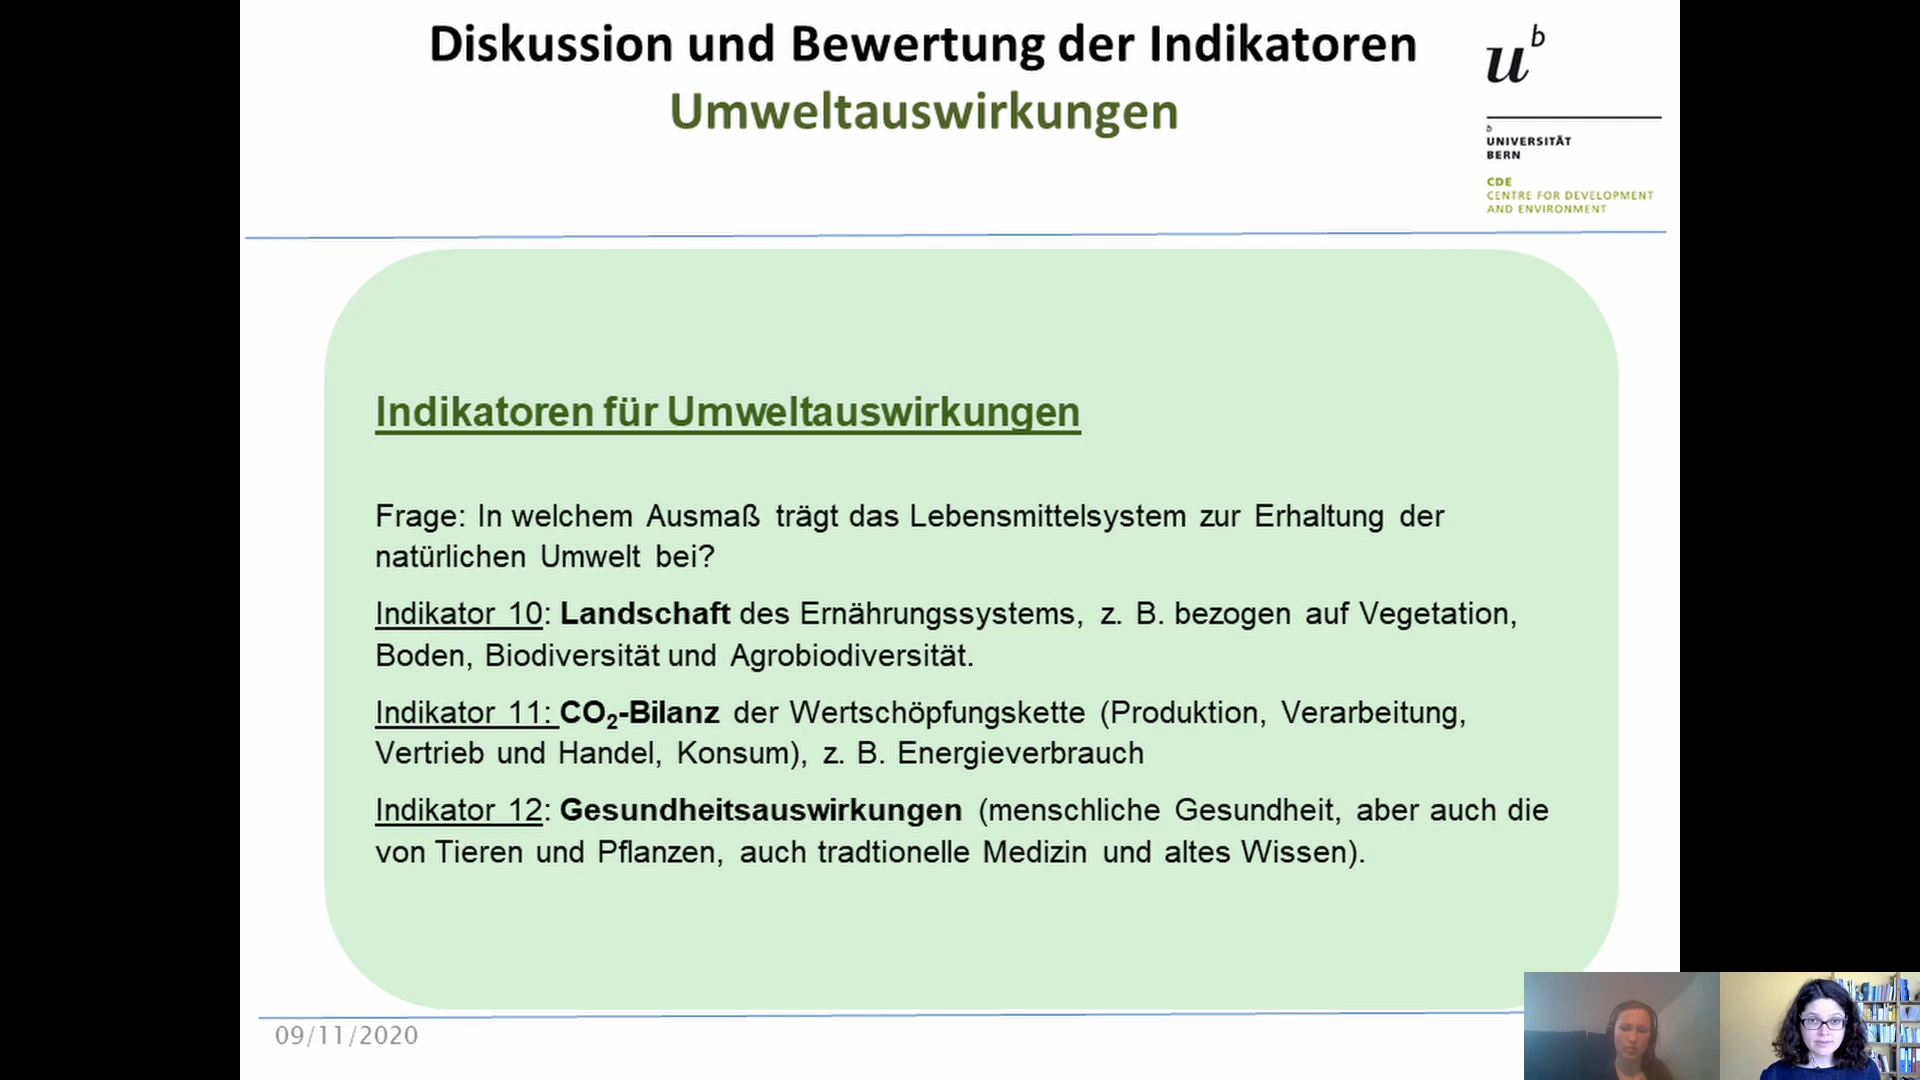 Diskussion und Bewertung der Indikatoren
Umweltauswirkungen
u b
b
UNIVERSITÄT
BERN
CDE
CENTRE FOR DEVELOPMENT
AND ENVIRONMENT
Indikatoren für Umweltauswirkungen
Frage: In welchem Ausmaß trägt das Lebensmittelsystem zur Erhaltung der
natürlichen Umwelt bei?
Indikator 10: Landschaft des Ernährungssystems, z. B. bezogen auf Vegetation,
Boden, Biodiversität und Agrobiodiversität.
Indikator 11: CO₂-Bilanz der Wertschöpfungskette (Produktion, Verarbeitung,
Vertrieb und Handel, Konsum), z. B. Energieverbrauch
Indikator 12: Gesundheitsauswirkungen (menschliche Gesundheit, aber auch die
von Tieren und Pflanzen, auch tradtionelle Medizin und altes Wissen).
09/11/2020